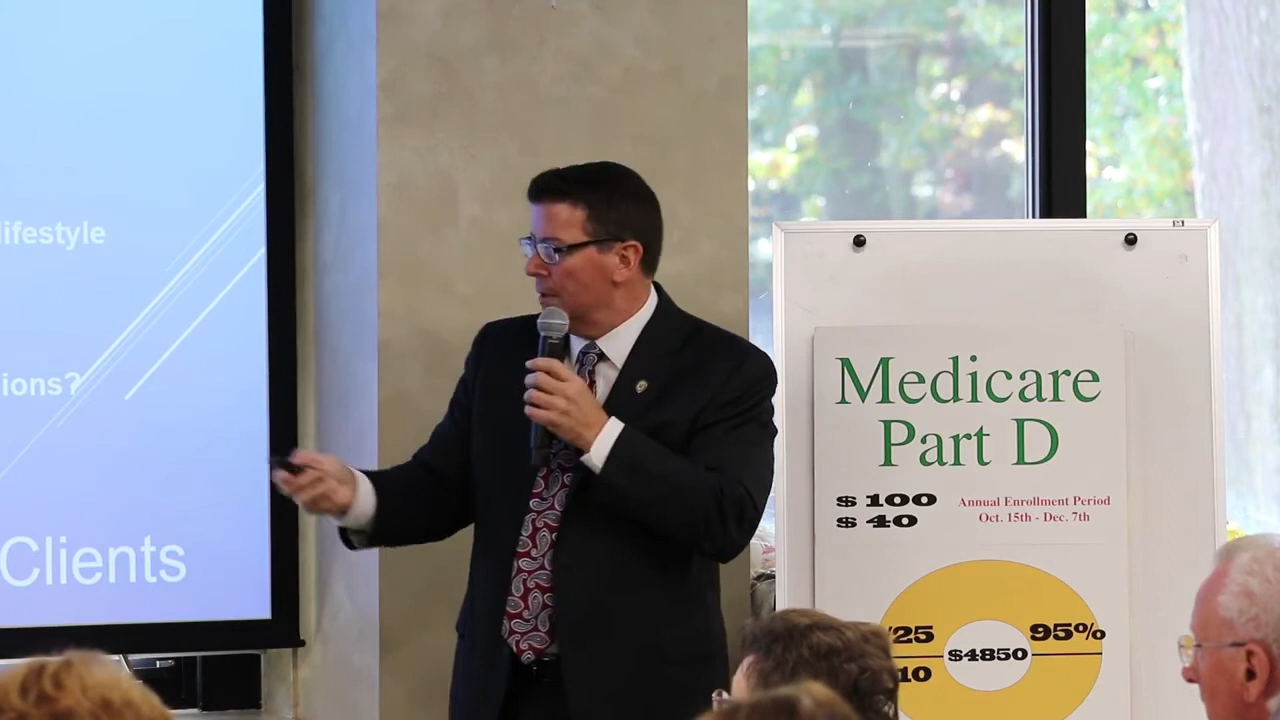 lifestyle
ions?
Clients
Medicare
Part D
$ 100
$ 40
Annual Enrollment Period
Oct. 15th - Dec. 7th
25
95%
$4850
10